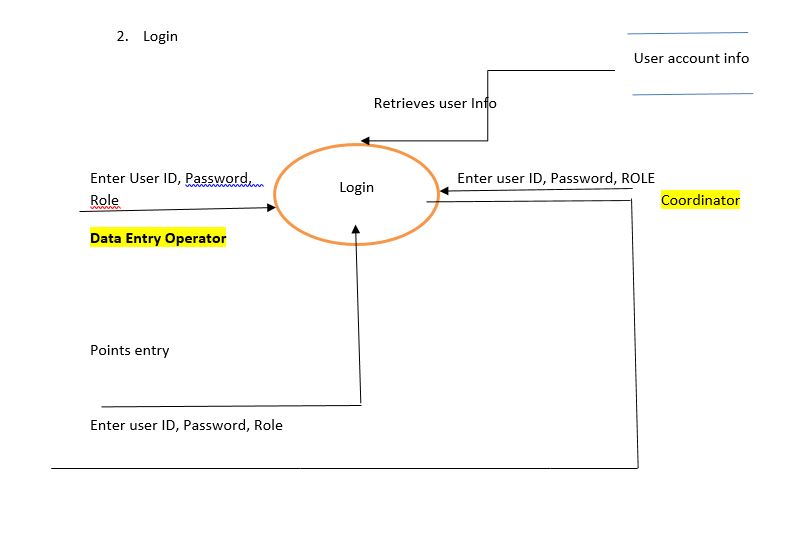 2. Login
User account info
Retrieves user Info
Enter User ID, Password,
Role
Login
Enter user ID, Password, ROLE
Coordinator
Data Entry Operator
Points entry
Enter user ID, Password, Role